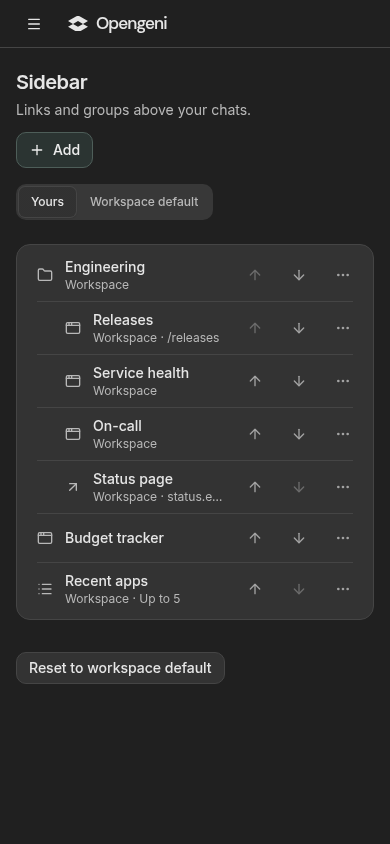 Opengeni
Sidebar
Links and groups above your chats.
Add
Yours
Workspace default
Engineering
Workspace
Releases
Workspace · /releases
Service health
Workspace
On-call
Workspace
Status page
Workspace · status.e...
Budget tracker
Recent apps
Workspace · Up to 5
Reset to workspace default